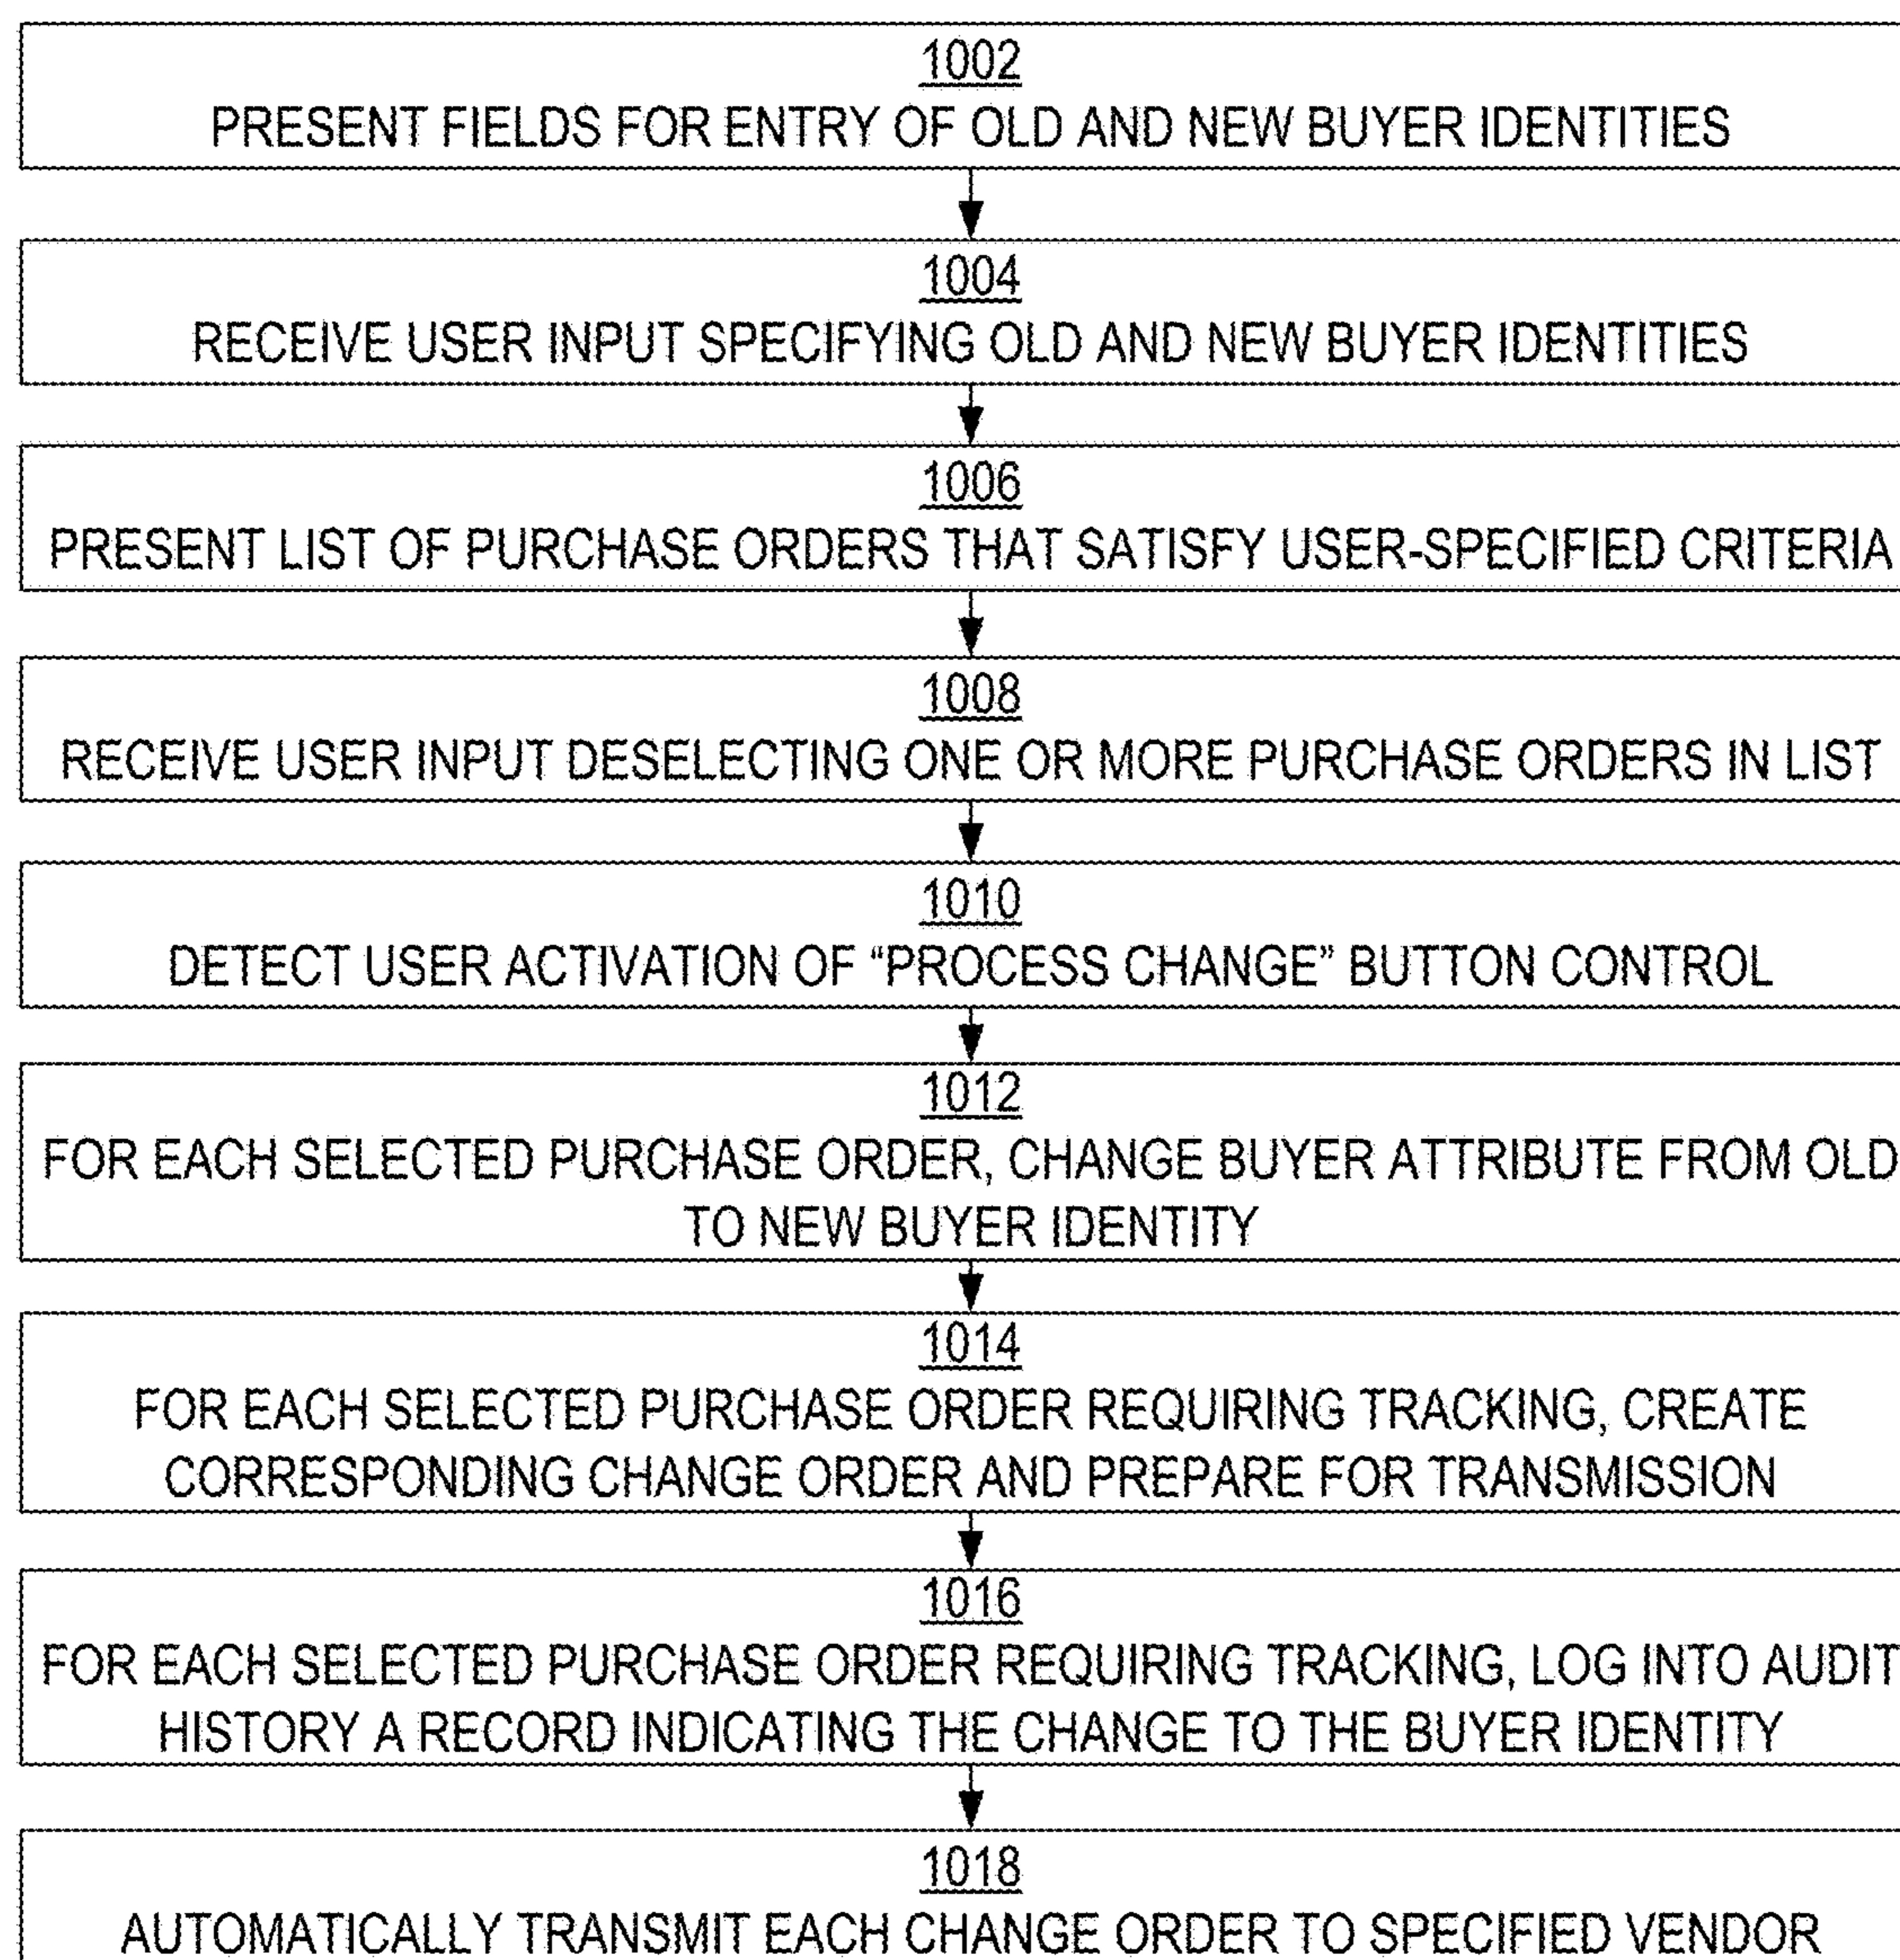 1002
PRESENT FIELDS FOR ENTRY OF OLD AND NEW BUYER IDENTITIES
1004
RECEIVE USER INPUT SPECIFYING OLD AND NEW BUYER IDENTITIES
1006
PRESENT LIST OF PURCHASE ORDERS THAT SATISFY USER-SPECIFIED CRITERIA
1008
RECEIVE USER INPUT DESELECTING ONE OR MORE PURCHASE ORDERS IN LIST
1010
DETECT USER ACTIVATION OF “PROCESS CHANGE” BUTTON CONTROL
1012
FOR EACH SELECTED PURCHASE ORDER, CHANGE BUYER ATTRIBUTE FROM OLD
TO NEW BUYER IDENTITY
1014
FOR EACH SELECTED PURCHASE ORDER REQUIRING TRACKING, CREATE
CORRESPONDING CHANGE ORDER AND PREPARE FOR TRANSMISSION
1016
FOR EACH SELECTED PURCHASE ORDER REQUIRING TRACKING, LOG INTO AUDIT
HISTORY A RECORD INDICATING THE CHANGE TO THE BUYER IDENTITY
1018
AUTOMATICALLY TRANSMIT EACH CHANGE ORDER TO SPECIFIED VENDOR